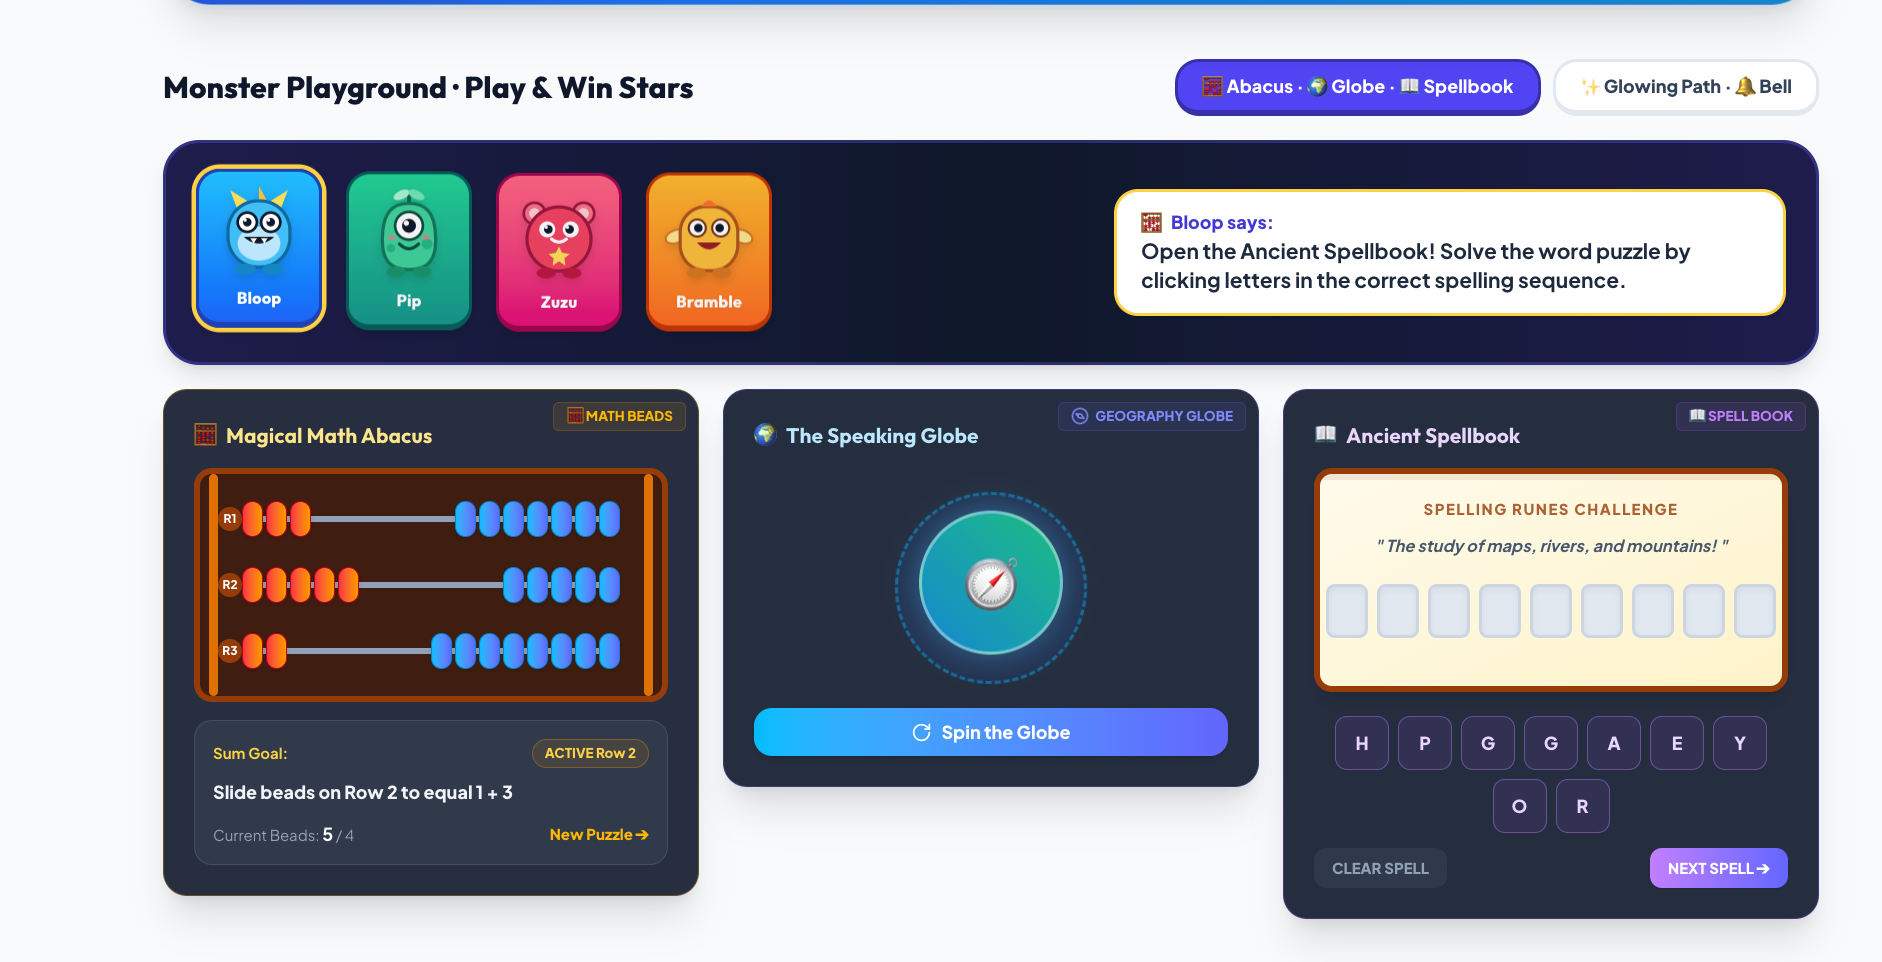 Monster Playground · Play & Win Stars
Abacus · Globe · Spellbook
Glowing Path · Bell
Bloop
Pip
Zuzu
Bramble
Bloop says:
Open the Ancient Spellbook! Solve the word puzzle by
clicking letters in the correct spelling sequence.
MATH BEADS
Magical Math Abacus
R1
R2
R3
Sum Goal:
ACTIVE Row 2
Slide beads on Row 2 to equal 1 + 3
Current Beads: 5 / 4
New Puzzle →
GEOGRAPHY GLOBE
The Speaking Globe
Spin the Globe
SPELL BOOK
Ancient Spellbook
SPELLING RUNES CHALLENGE
" The study of maps, rivers, and mountains! "
H P G G A E Y
O R
CLEAR SPELL
NEXT SPELL →